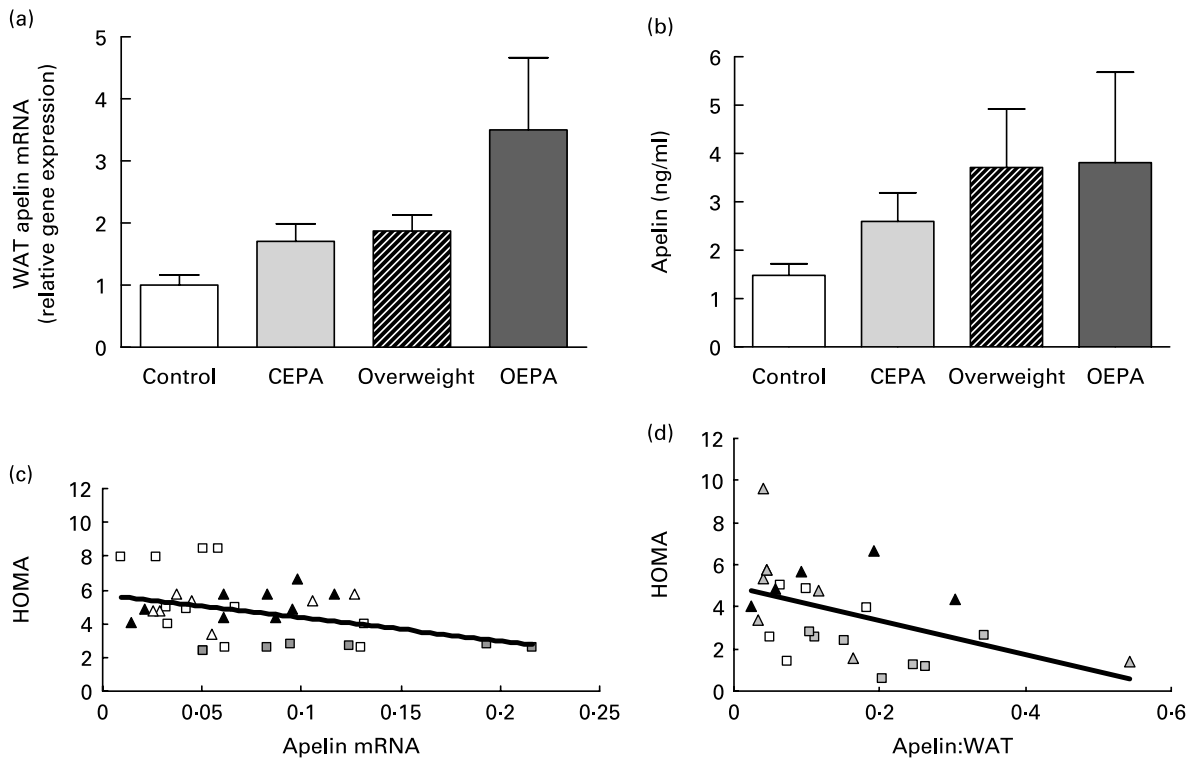 (a)
WAT apelin mRNA
(relative gene expression)
5
4
3
2
1
0
Control CEPA Overweight OEPA
(b)
Apelin (ng/ml)
6
5
4
3
2
1
0
Control CEPA Overweight OEPA
(c)
HOMA
12
10
8
6
4
2
0
0 0·05 0·1 0·15 0·2 0·25
Apelin mRNA
(d)
HOMA
12
10
8
6
4
2
0
0 0·2 0·4 0·6
Apelin:WAT